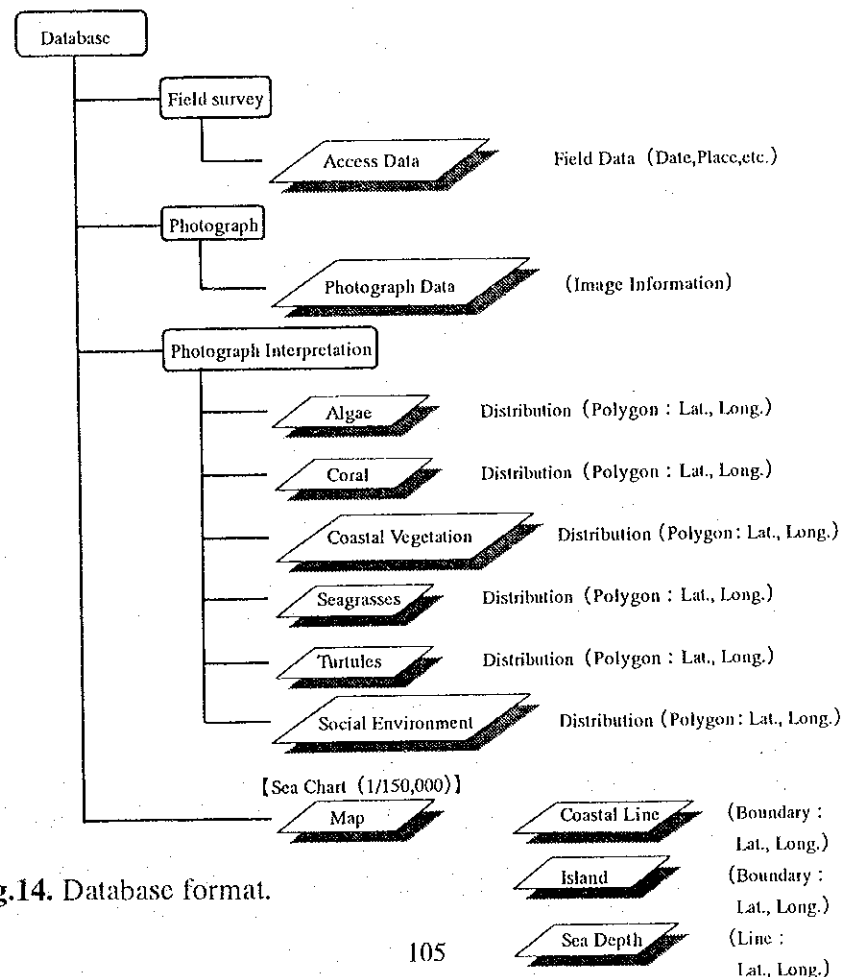 Database
Field survey
Access Data Field Data (Date,Place,etc.)
Photograph
Photograph Data (Image Information)
Photograph Interpretation
Algae Distribution (Polygon : Lat., Long.)
Coral Distribution (Polygon : Lat., Long.)
Coastal Vegetation Distribution (Polygon : Lat., Long.)
Seagrasses Distribution (Polygon : Lat., Long.)
Turtules Distribution (Polygon : Lat., Long.)
Social Environment Distribution (Polygon : Lat., Long.)
【Sea Chart (1/150,000)】
Map Coastal Line (Boundary :
Lat., Long.)
Island (Boundary :
Lat., Long.)
Sea Depth (Line :
Lat., Long.)
g.14. Database format.
105